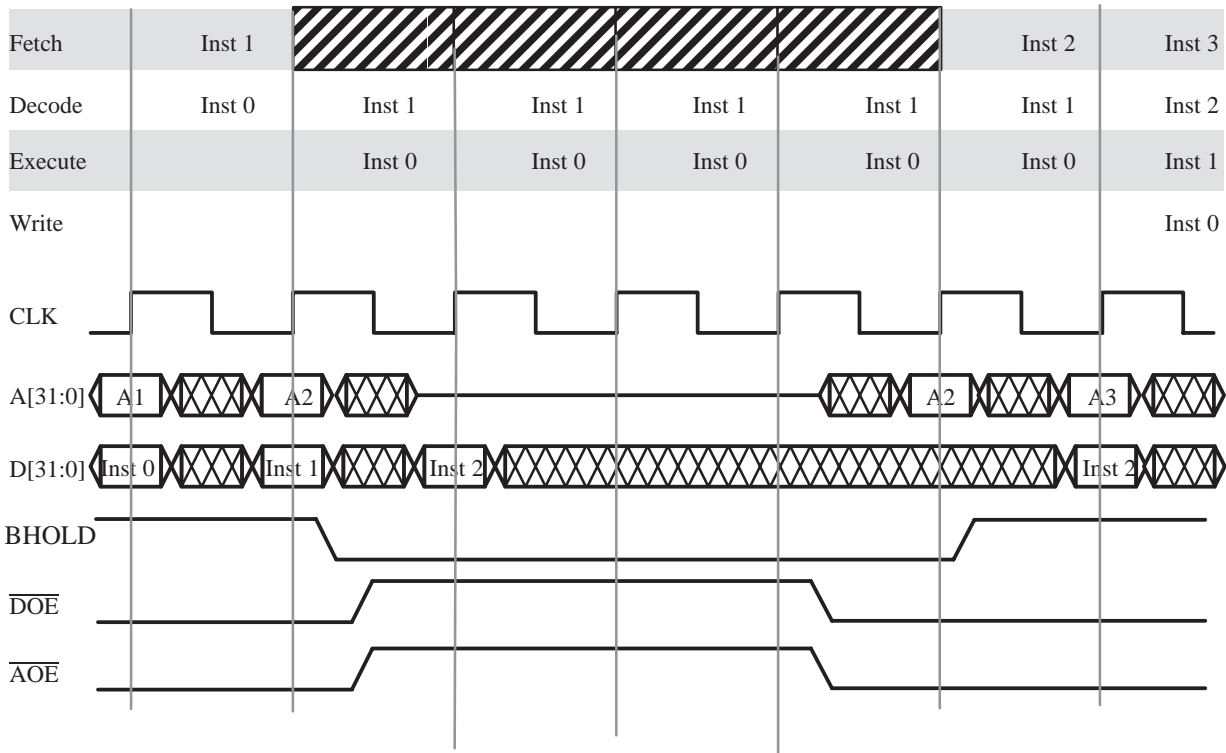 Fetch Inst 1 Inst 2 Inst 3
Decode Inst 0 Inst 1 Inst 1 Inst 1 Inst 1 Inst 1 Inst 2
Execute Inst 0 Inst 0 Inst 0 Inst 0 Inst 0 Inst 1
Write Inst 0
CLK
A[31:0] A1 A2 A2 A3
D[31:0] Inst 0 Inst 1 Inst 2 Inst 2
BHOLD
DOE
AOE